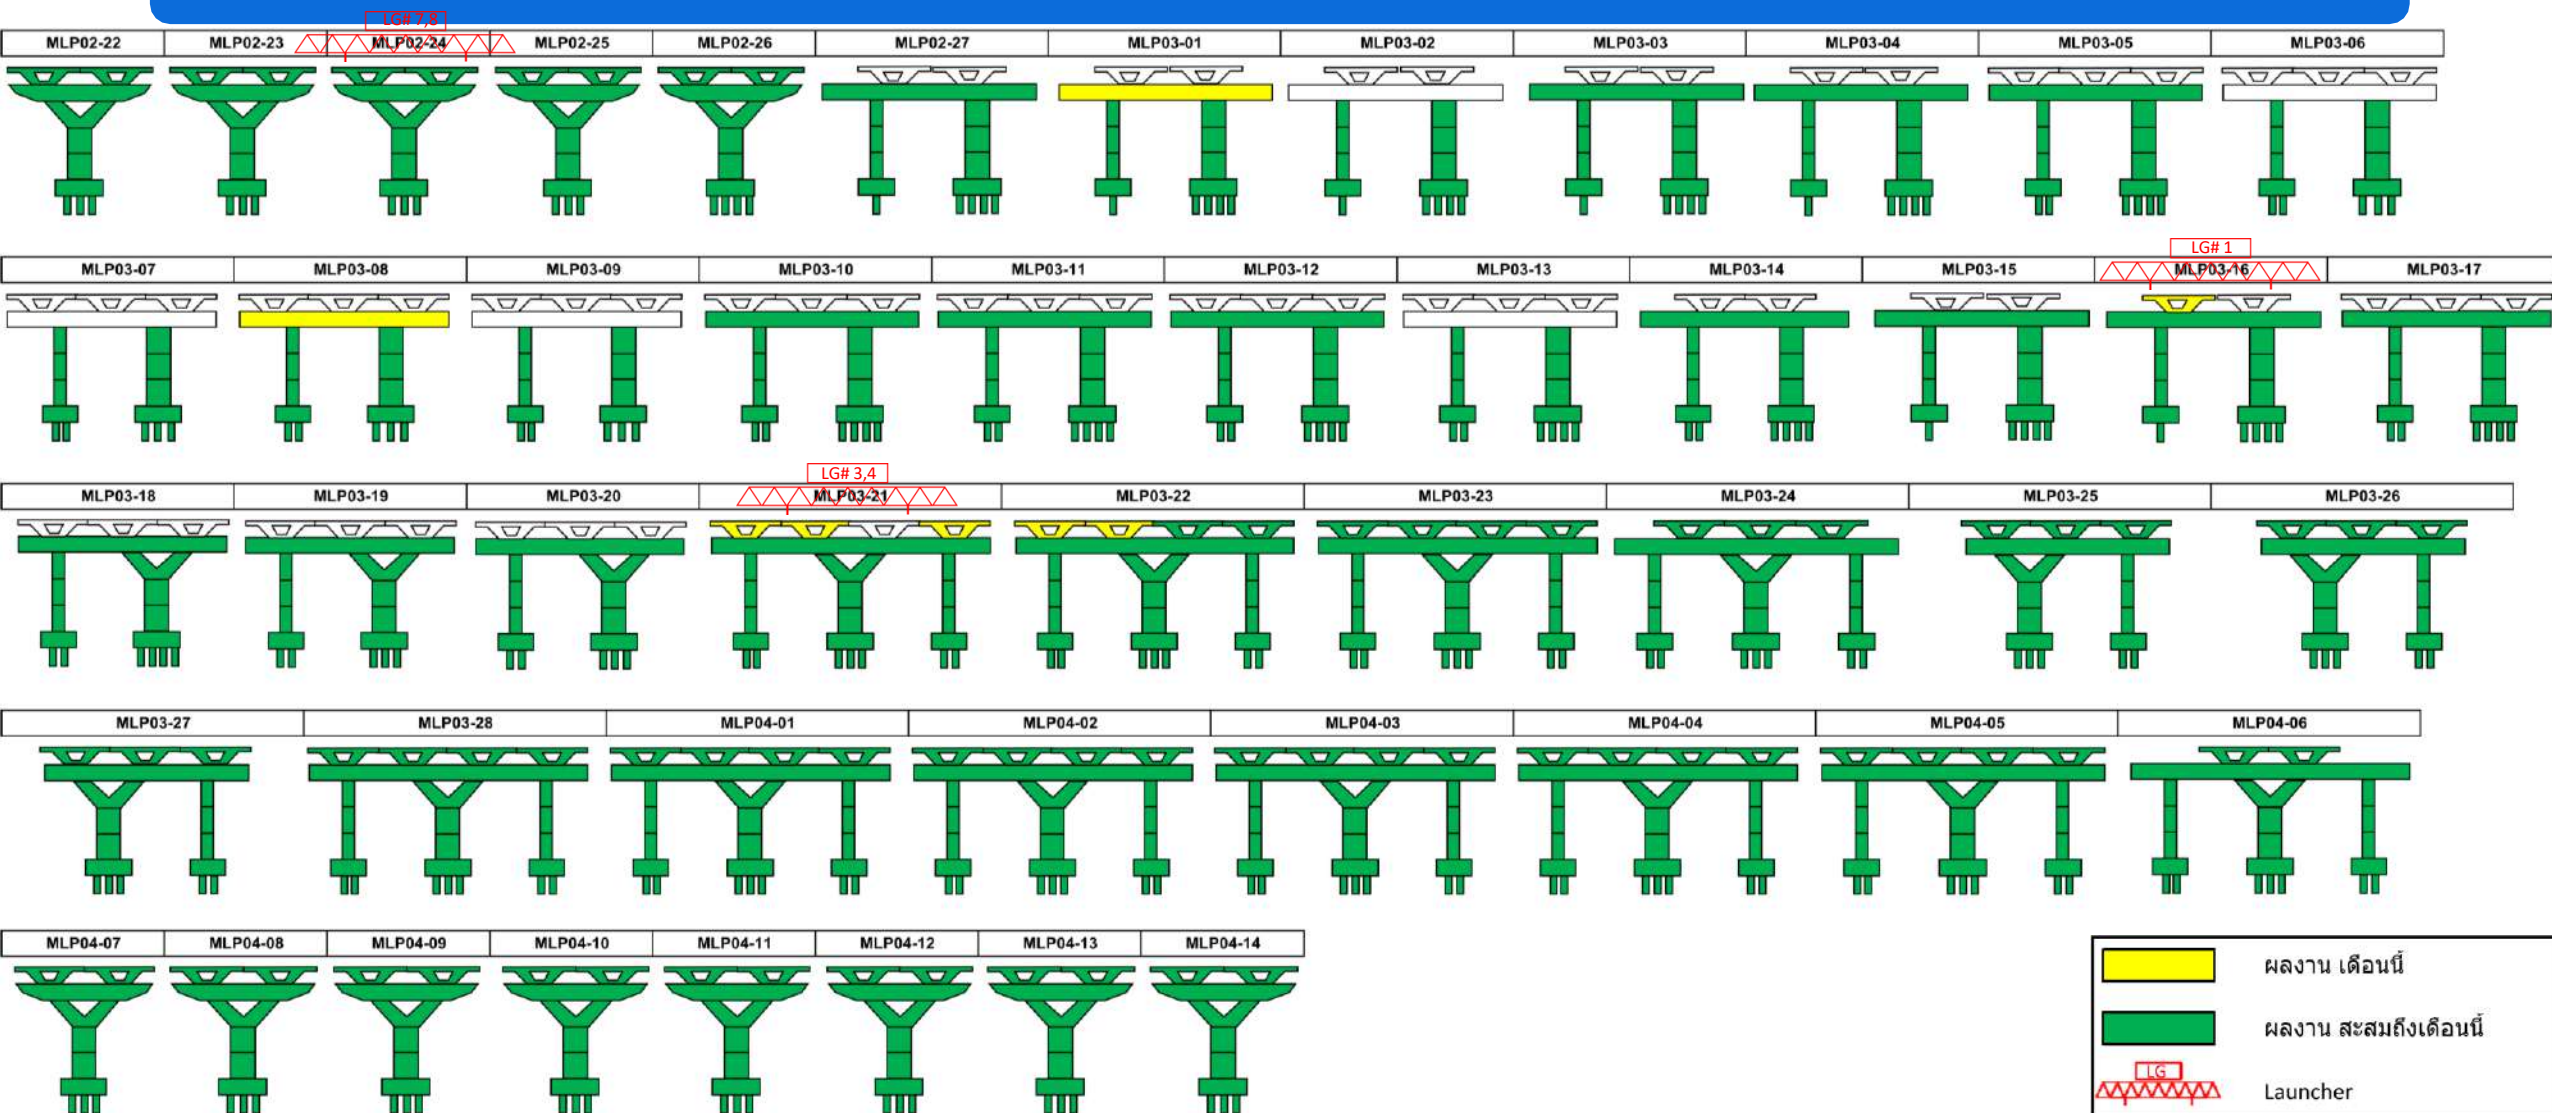 LG# 7,8
MLP02-22 MLP02-23 MLP02-24 MLP02-25 MLP02-26 MLP02-27 MLP03-01 MLP03-02 MLP03-03 MLP03-04 MLP03-05 MLP03-06
LG# 1
MLP03-07 MLP03-08 MLP03-09 MLP03-10 MLP03-11 MLP03-12 MLP03-13 MLP03-14 MLP03-15 MLP03-16 MLP03-17
LG# 3,4
MLP03-18 MLP03-19 MLP03-20 MLP03-21 MLP03-22 MLP03-23 MLP03-24 MLP03-25 MLP03-26
MLP03-27 MLP03-28 MLP04-01 MLP04-02 MLP04-03 MLP04-04 MLP04-05 MLP04-06
MLP04-07 MLP04-08 MLP04-09 MLP04-10 MLP04-11 MLP04-12 MLP04-13 MLP04-14
ผลงาน เดือนนี้
ผลงาน สะสมถึงเดือนนี้
LG
Launcher